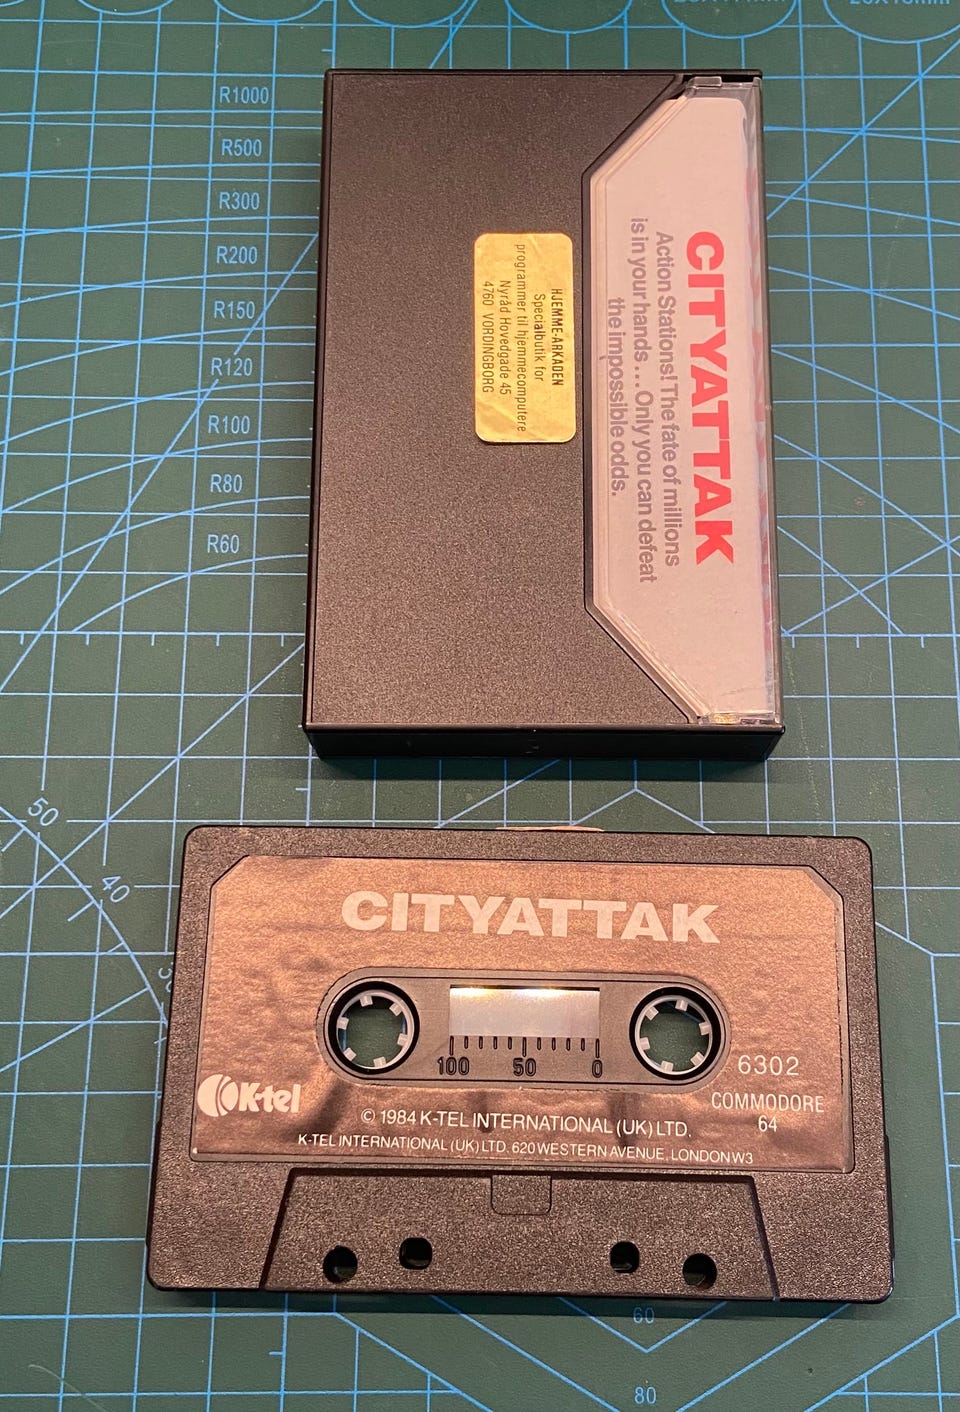 R1000
R500
R300
R200
R150
R120
R100
R80
R60
CITYATTAK
Action Stations! The fate of millions
is in your hands... Only you can defeat
the impossible odds.
HJEMME-ARKADEN
Specialbutik for
programmer til hjemmecomputere
Nyråd Hovedgade 45
4760 VORDINGBORG
50
40
CITYATTAK
100 50 0
6302
COMMODORE
64
K-tel
© 1984 K-TEL INTERNATIONAL (UK) LTD.
K-TEL INTERNATIONAL (UK) LTD. 620 WESTERN AVENUE, LONDON W3
60
80